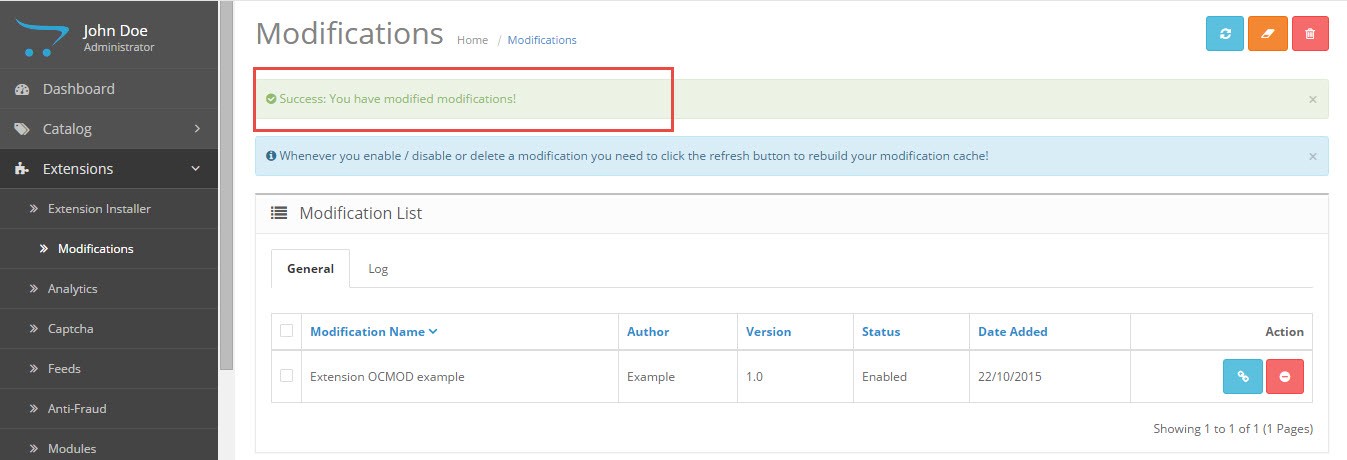 John Doe
Administrator
Dashboard
Catalog
Extensions
Extension Installer
Modifications
Analytics
Captcha
Feeds
Anti-Fraud
Modules
Modifications Home / Modifications
Success: You have modified modifications! ×
Whenever you enable / disable or delete a modification you need to click the refresh button to rebuild your modification cache! ×
Modification List
General Log
Modification Name Author Version Status Date Added Action
Extension OCMOD example Example 1.0 Enabled 22/10/2015
Showing 1 to 1 of 1 (1 Pages)